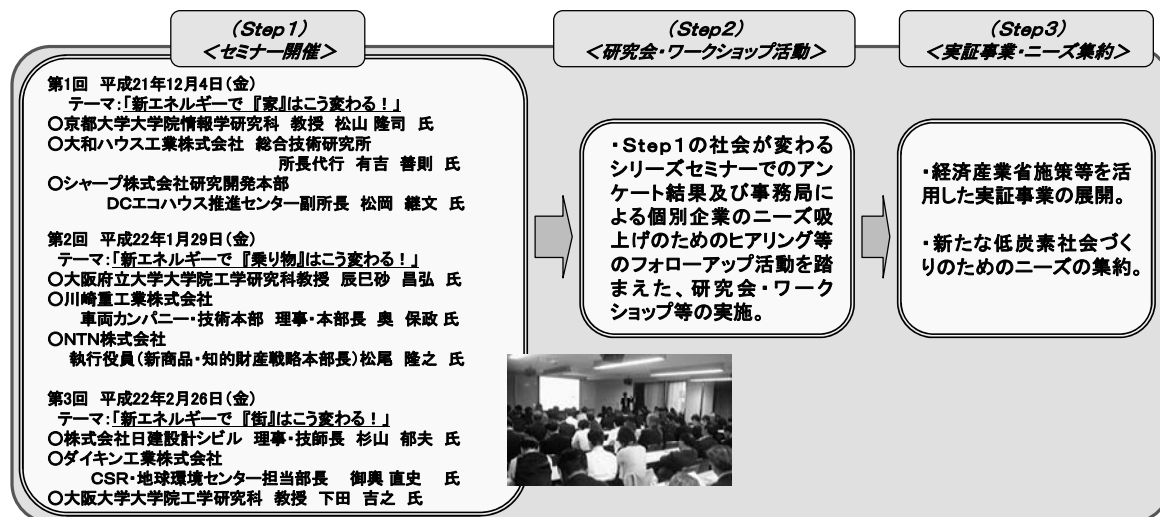 (Step1)
<セミナー開催>
第1回 平成21年12月4日(金)
テーマ:「新エネルギーで 『家』はこう変わる!」
○京都大学大学院情報学研究科 教授 松山 隆司 氏
○大和ハウス工業株式会社 総合技術研究所
所長代行 有吉 善則 氏
○シャープ株式会社研究開発本部
DCエコハウス推進センター副所長 松岡 継文 氏
第2回 平成22年1月29日(金)
テーマ:「新エネルギーで 『乗り物』はこう変わる!」
○大阪府立大学大学院工学研究科教授 辰巳砂 昌弘 氏
○川崎重工業株式会社
車両カンパニー・技術本部 理事・本部長 奥 保政 氏
○NTN株式会社
執行役員(新商品・知的財産戦略本部長)松尾 隆之 氏
第3回 平成22年2月26日(金)
テーマ:「新エネルギーで 『街』はこう変わる!」
○株式会社日建設計シビル 理事・技師長 杉山 郁夫 氏
○ダイキン工業株式会社
CSR・地球環境センター担当部長 御輿 直史 氏
○大阪大学大学院工学研究科 教授 下田 吉之 氏
(Step2)
<研究会・ワークショップ活動>
・Step1の社会が変わる
シリーズセミナーでのアン
ケート結果及び事務局に
よる個別企業のニーズ吸
上げのためのヒアリング等
のフォローアップ活動を踏
まえた、研究会・ワーク
ショップ等の実施。
(Step3)
<実証事業・ニーズ集約>
・経済産業省施策等を活
用した実証事業の展開。
・新たな低炭素社会づく
りのためのニーズの集約。